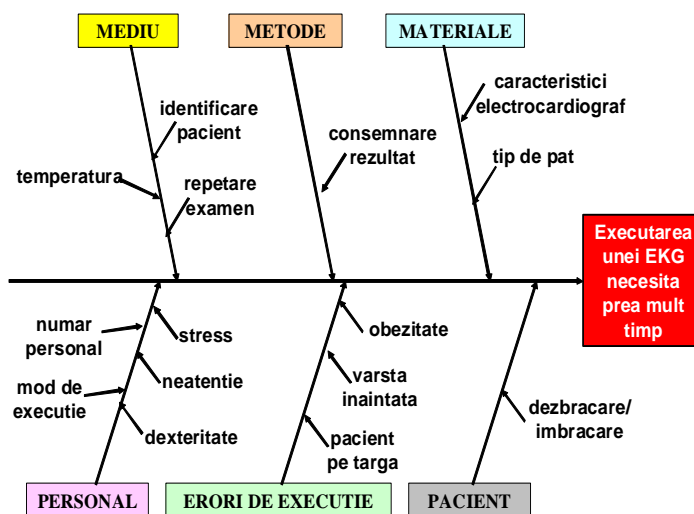 MEDIU
METODE
MATERIALE
identificare
pacient
temperatura
repetare
examen
consemnare
rezultat
caracteristici
electrocardiograf
tip de pat
Executarea
unei EKG
necesita
prea mult
timp
numar
personal
stress
mod de
executie
neatentie
dexteritate
obezitate
varsta
inaintata
pacient
pe targa
dezbracare/
imbracare
PERSONAL
ERORI DE EXECUTIE
PACIENT